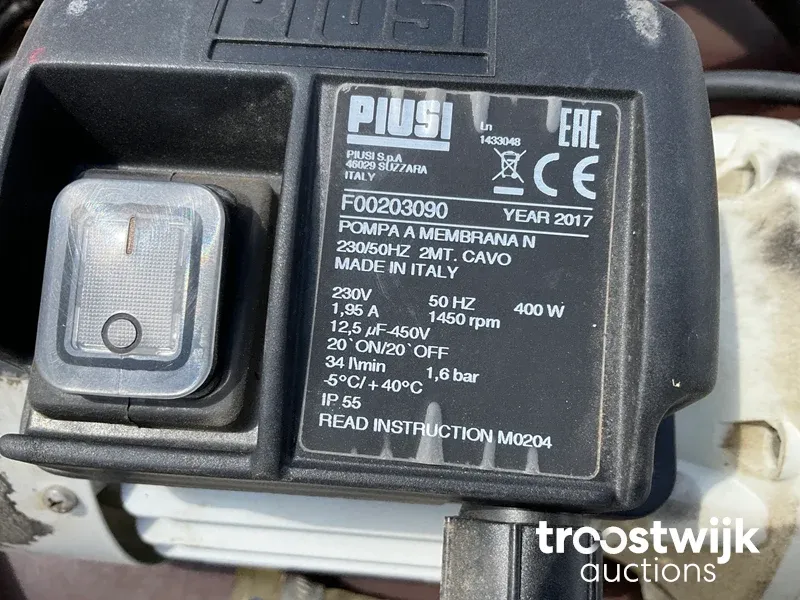 PIUSI
PIUSI
Ln
1433048
EAC
PIUSI S.p.A
46029 SUZZARA
ITALY
CE
F00203090 YEAR 2017
POMPA A MEMBRANA N
230/50HZ 2MT. CAVO
MADE IN ITALY
230V 50 HZ 400 W
1,95 A 1450 rpm
12,5 µF-450V
20`ON/20`OFF
34 l\min 1,6 bar
-5°C/+40°C
IP 55
READ INSTRUCTION M0204
troostwijk
auctions